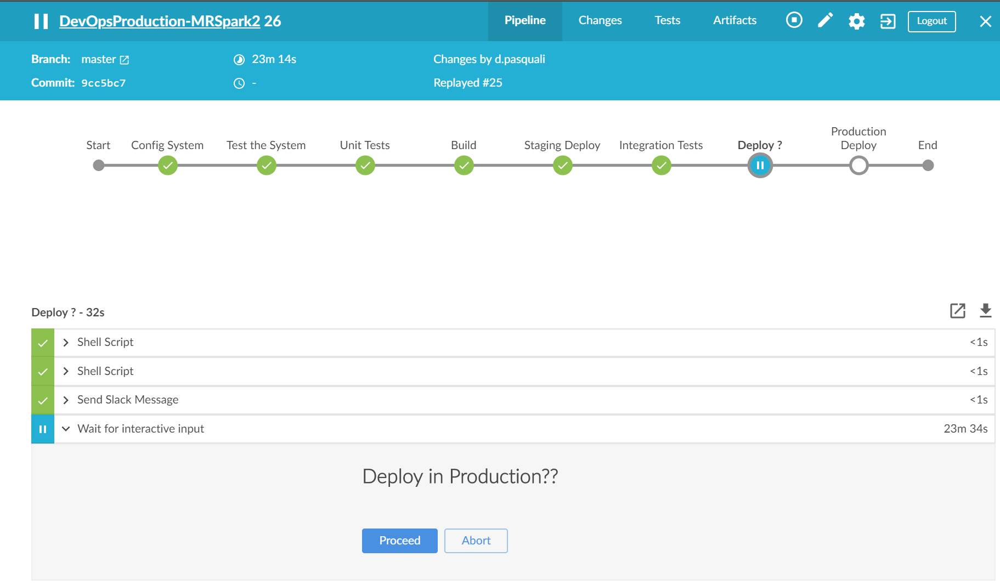 DevOpsProduction-MRSpark2 26
Pipeline
Changes
Tests
Artifacts
Logout
Branch: master
23m 14s
Changes by d.pasquali
Commit: 9cc5bc7
-
Replayed #25
Start
Config System
Test the System
Unit Tests
Build
Staging Deploy
Integration Tests
Deploy ?
Production
Deploy
End
Deploy ? - 32s
Shell Script
<1s
Shell Script
<1s
Send Slack Message
<1s
Wait for interactive input
23m 34s
Deploy in Production??
Proceed
Abort